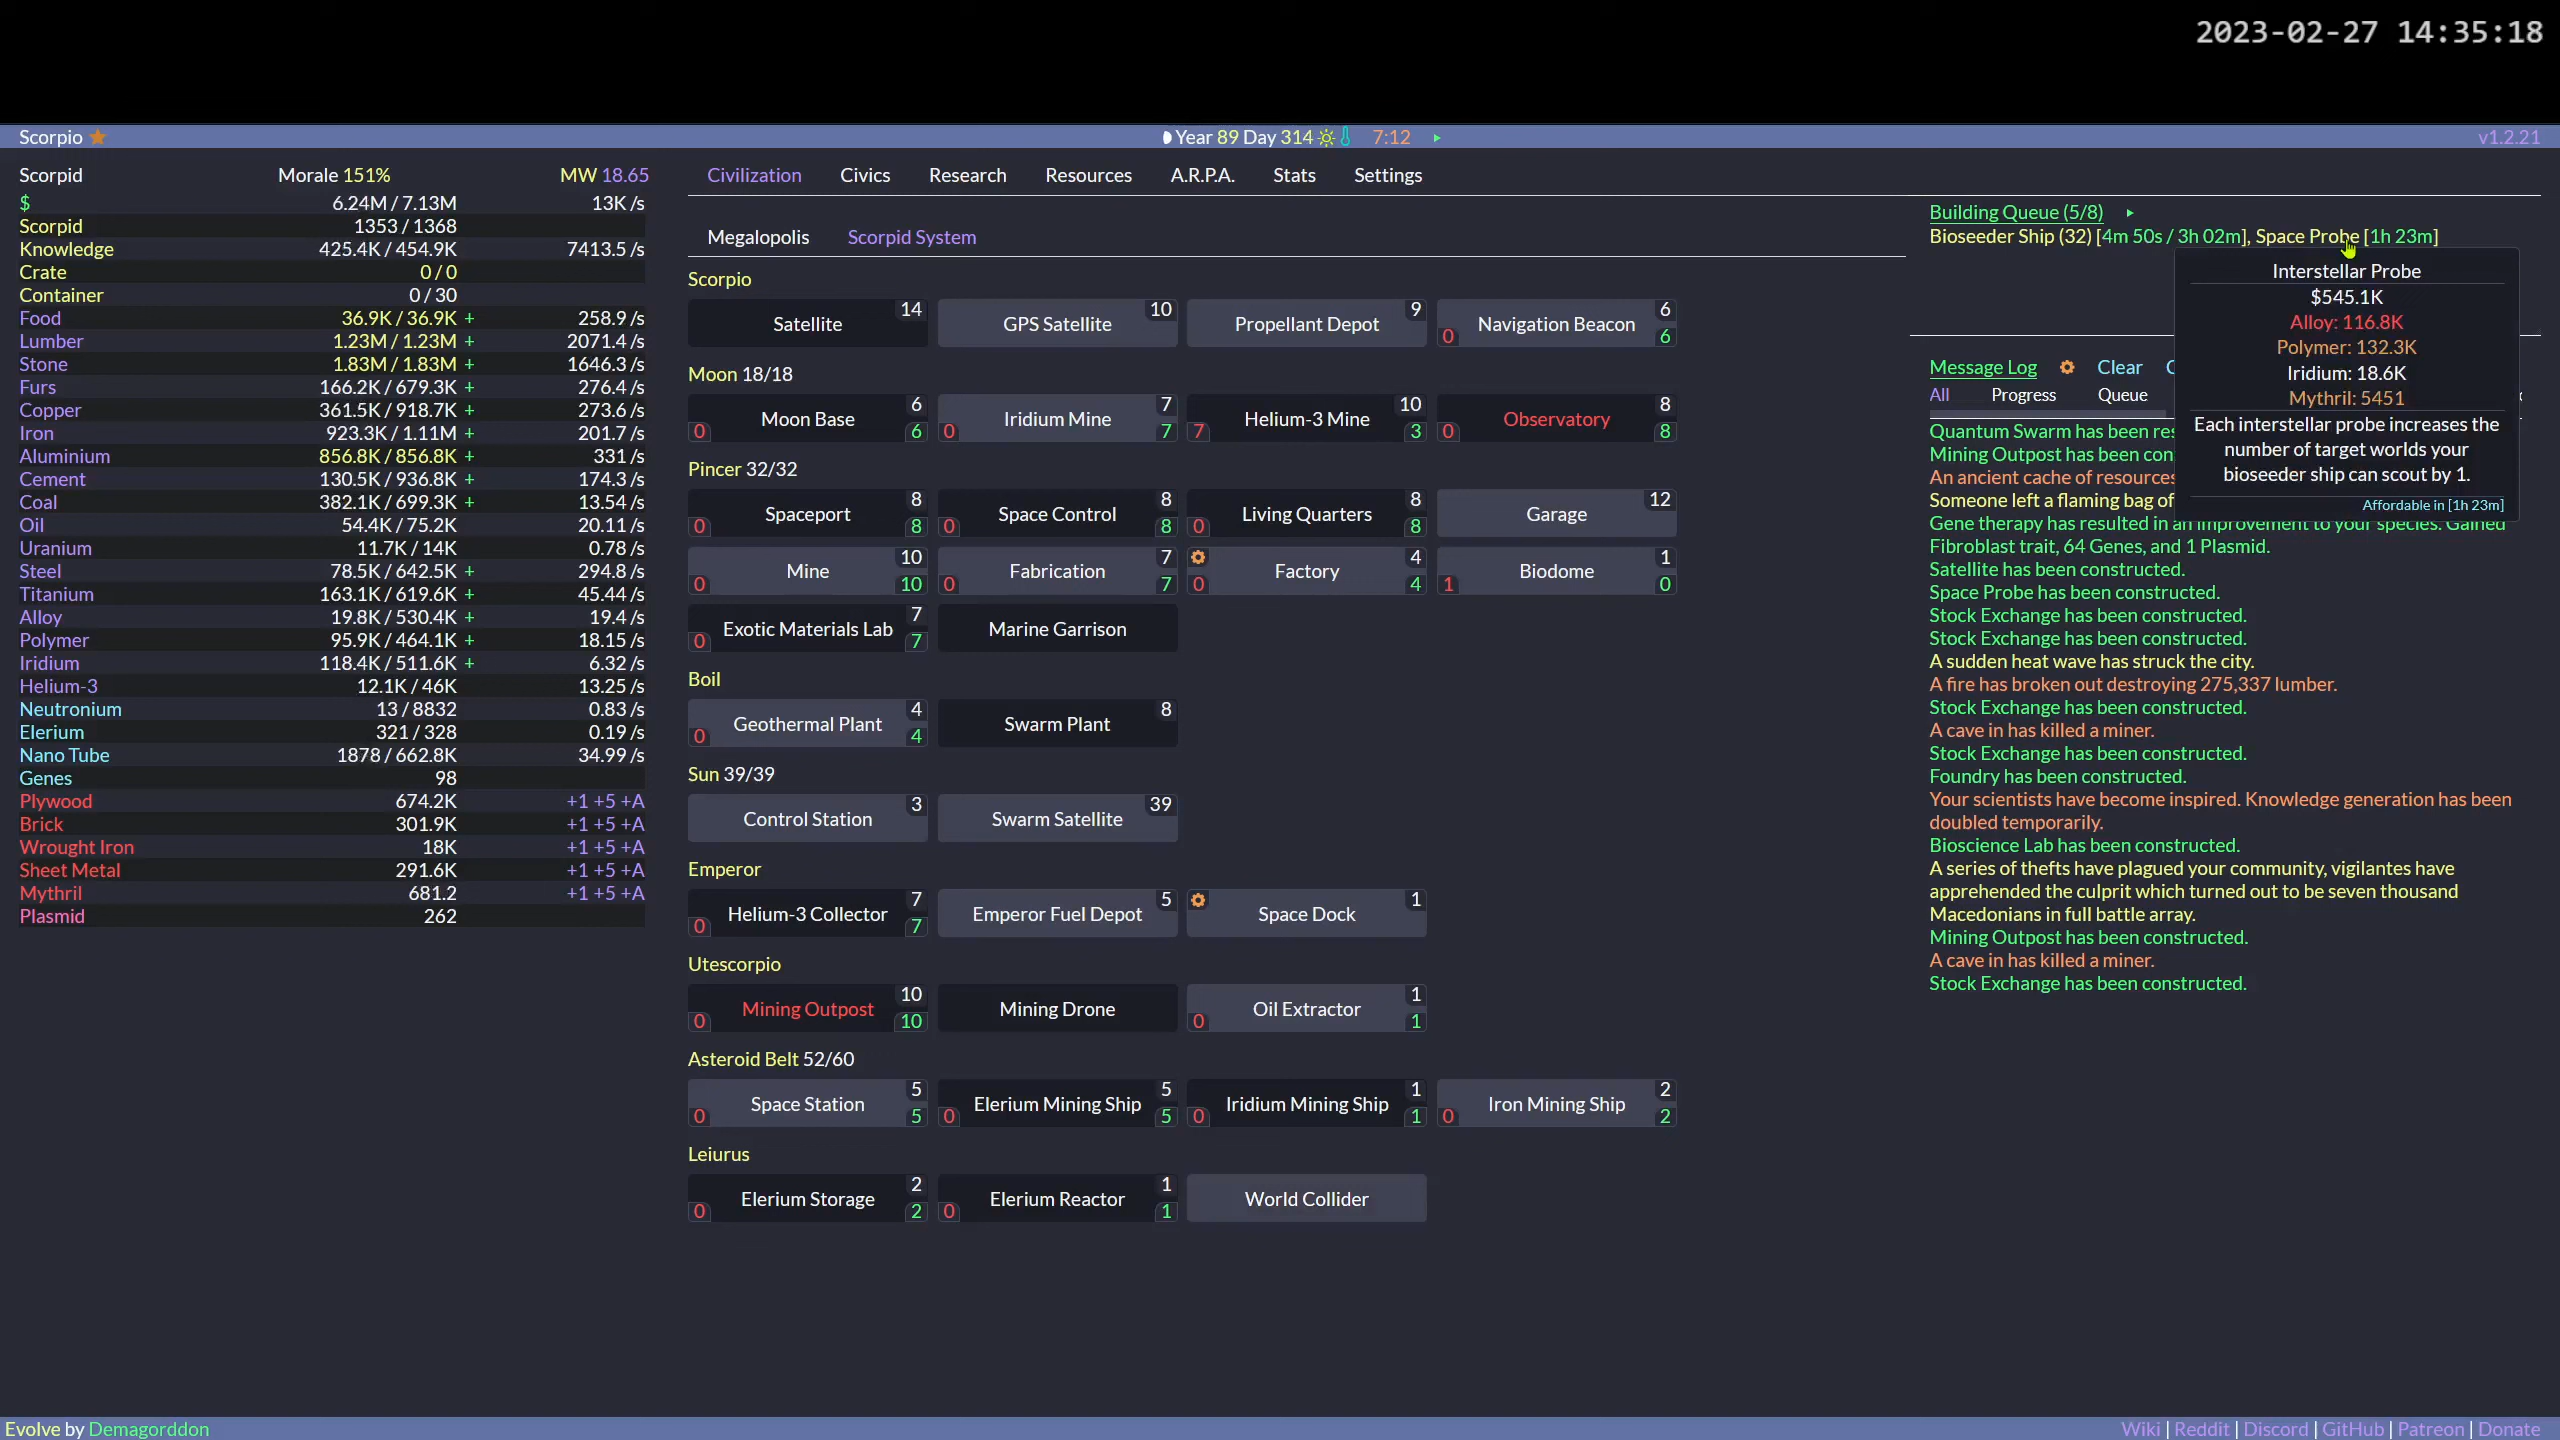 2023-02-27 14:35:18
Scorpio
Year 89 Day 314 7:12
v1.2.21
Scorpid Morale 151% MW 18.65
$ 6.24M / 7.13M 13K /s
Scorpid 1353 / 1368
Knowledge 425.4K / 454.9K 7413.5 /s
Crate 0 / 0
Container 0 / 30
Food 36.9K / 36.9K + 258.9 /s
Lumber 1.23M / 1.23M + 2071.4 /s
Stone 1.83M / 1.83M + 1646.3 /s
Furs 166.2K / 679.3K + 276.4 /s
Copper 361.5K / 918.7K + 273.6 /s
Iron 923.3K / 1.11M + 201.7 /s
Aluminium 856.8K / 856.8K + 331 /s
Cement 130.5K / 936.8K + 174.3 /s
Coal 382.1K / 699.3K + 13.54 /s
Oil 54.4K / 75.2K 20.11 /s
Uranium 11.7K / 14K 0.78 /s
Steel 78.5K / 642.5K + 294.8 /s
Titanium 163.1K / 619.6K + 45.44 /s
Alloy 19.8K / 530.4K + 19.4 /s
Polymer 95.9K / 464.1K + 18.15 /s
Iridium 118.4K / 511.6K + 6.32 /s
Helium-3 12.1K / 46K 13.25 /s
Neutronium 13 / 8832 0.83 /s
Elerium 321 / 328 0.19 /s
Nano Tube 1878 / 662.8K 34.99 /s
Genes 98
Plywood 674.2K +1 +5 +A
Brick 301.9K +1 +5 +A
Wrought Iron 18K +1 +5 +A
Sheet Metal 291.6K +1 +5 +A
Mythril 681.2 +1 +5 +A
Plasmid 262
Civilization Civics Research Resources A.R.P.A. Stats Settings
Megalopolis Scorpid System
Scorpio
Satellite 14 GPS Satellite 10 Propellant Depot 9 Navigation Beacon 6 0 6
Moon 18/18
Moon Base 6 0 6 Iridium Mine 7 0 7 Helium-3 Mine 10 7 3 Observatory 8 0 8
Pincer 32/32
Spaceport 8 0 8 Space Control 8 0 8 Living Quarters 8 0 8 Garage 12
Mine 10 0 10 Fabrication 7 0 7 Factory 4 0 4 Biodome 1 1 0
Exotic Materials Lab 7 0 7 Marine Garrison
Boil
Geothermal Plant 4 0 4 Swarm Plant 8
Sun 39/39
Control Station 3 Swarm Satellite 39
Emperor
Helium-3 Collector 7 0 7 Emperor Fuel Depot 5 Space Dock 1
Utescorpio
Mining Outpost 10 0 10 Mining Drone Oil Extractor 1 0 1
Asteroid Belt 52/60
Space Station 5 0 5 Elerium Mining Ship 5 0 5 Iridium Mining Ship 1 0 1 Iron Mining Ship 2 0 2
Leiurus
Elerium Storage 2 0 2 Elerium Reactor 1 0 1 World Collider
Building Queue (5/8)
Bioseeder Ship (32) [4m 50s / 3h 02m], Space Probe [1h 23m]
Interstellar Probe
$545.1K
Alloy: 116.8K
Polymer: 132.3K
Iridium: 18.6K
Mythril: 5451
Each interstellar probe increases the
number of target worlds your
bioseeder ship can scout by 1.
Affordable in [1h 23m]
Message Log Clear
All Progress Queue
Quantum Swarm has been
Mining Outpost has been
An ancient cache of resources
Someone left a flaming bag of
Gene therapy has resulted in an improvement to your species. Gained
Fibroblast trait, 64 Genes, and 1 Plasmid.
Satellite has been constructed.
Space Probe has been constructed.
Stock Exchange has been constructed.
Stock Exchange has been constructed.
A sudden heat wave has struck the city.
A fire has broken out destroying 275,337 lumber.
Stock Exchange has been constructed.
A cave in has killed a miner.
Stock Exchange has been constructed.
Foundry has been constructed.
Your scientists have become inspired. Knowledge generation has been
doubled temporarily.
Bioscience Lab has been constructed.
A series of thefts have plagued your community, vigilantes have
apprehended the culprit which turned out to be seven thousand
Macedonians in full battle array.
Mining Outpost has been constructed.
A cave in has killed a miner.
Stock Exchange has been constructed.
Evolve by Demagorddon
Wiki | Reddit | Discord | GitHub | Patreon | Donate